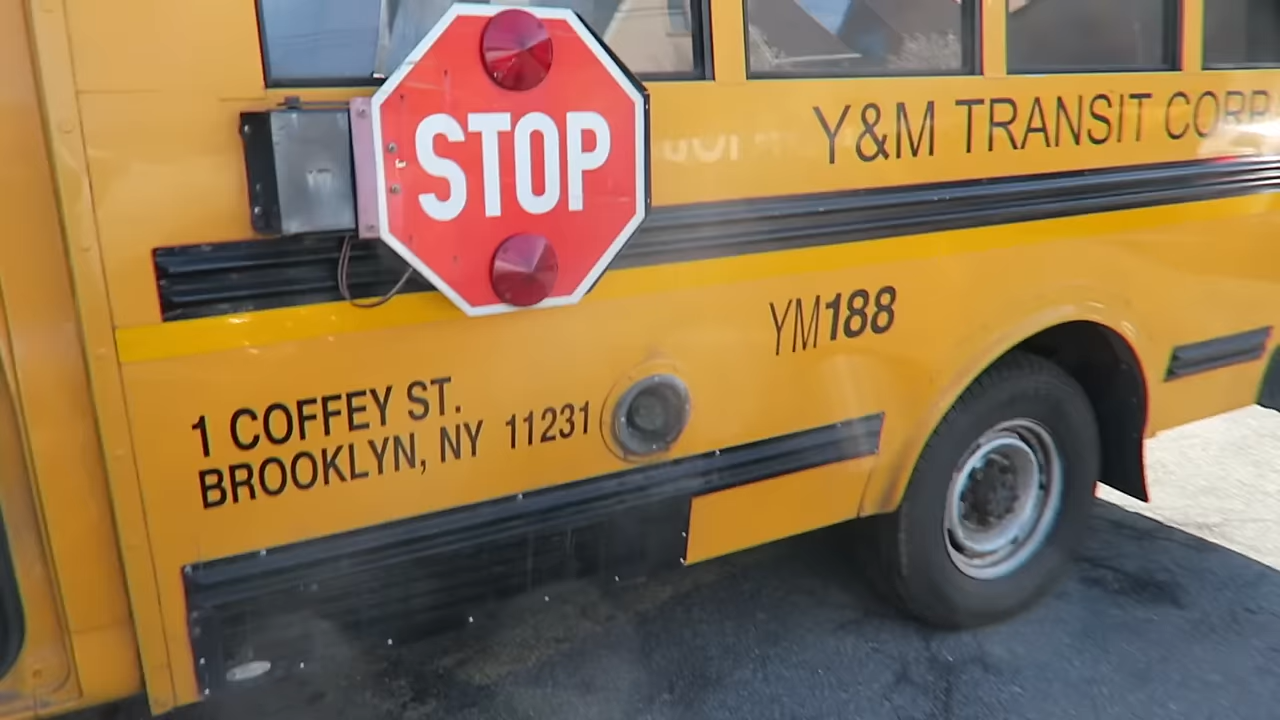 STOP
Y&M TRANSIT CORP
YM188
1 COFFEY ST.
BROOKLYN, NY 11231